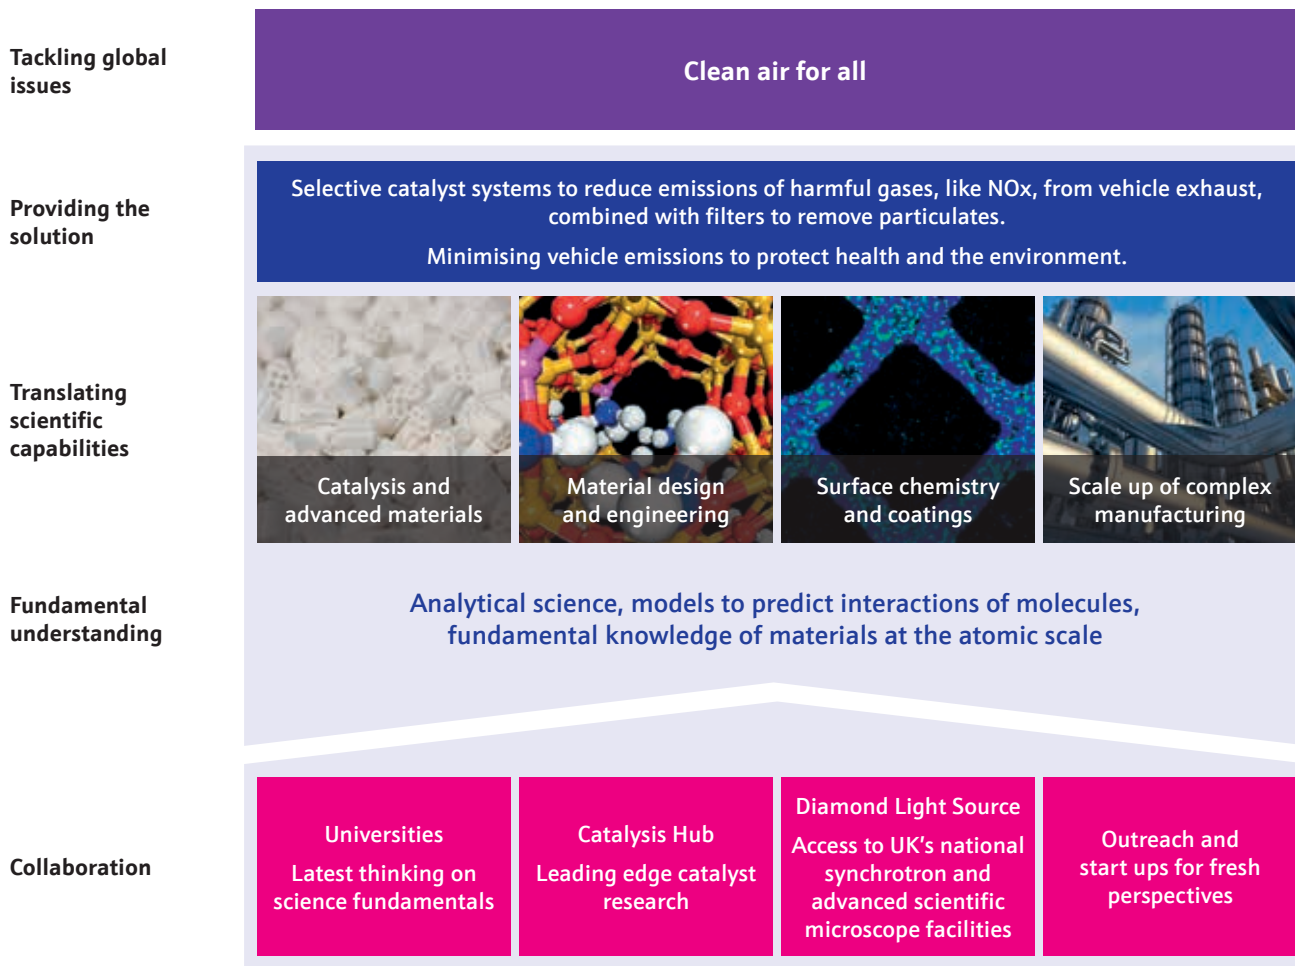 Tackling global
issues
Clean air for all
Providing the
solution
Selective catalyst systems to reduce emissions of harmful gases, like NOx, from vehicle exhaust,
combined with filters to remove particulates.
Minimising vehicle emissions to protect health and the environment.
Translating
scientific
capabilities
Catalysis and
advanced materials
Material design
and engineering
Surface chemistry
and coatings
Scale up of complex
manufacturing
Fundamental
understanding
Analytical science, models to predict interactions of molecules,
fundamental knowledge of materials at the atomic scale
Collaboration
Universities
Latest thinking on
science fundamentals
Catalysis Hub
Leading edge catalyst
research
Diamond Light Source
Access to UK’s national
synchrotron and
advanced scientific
microscope facilities
Outreach and
start ups for fresh
perspectives